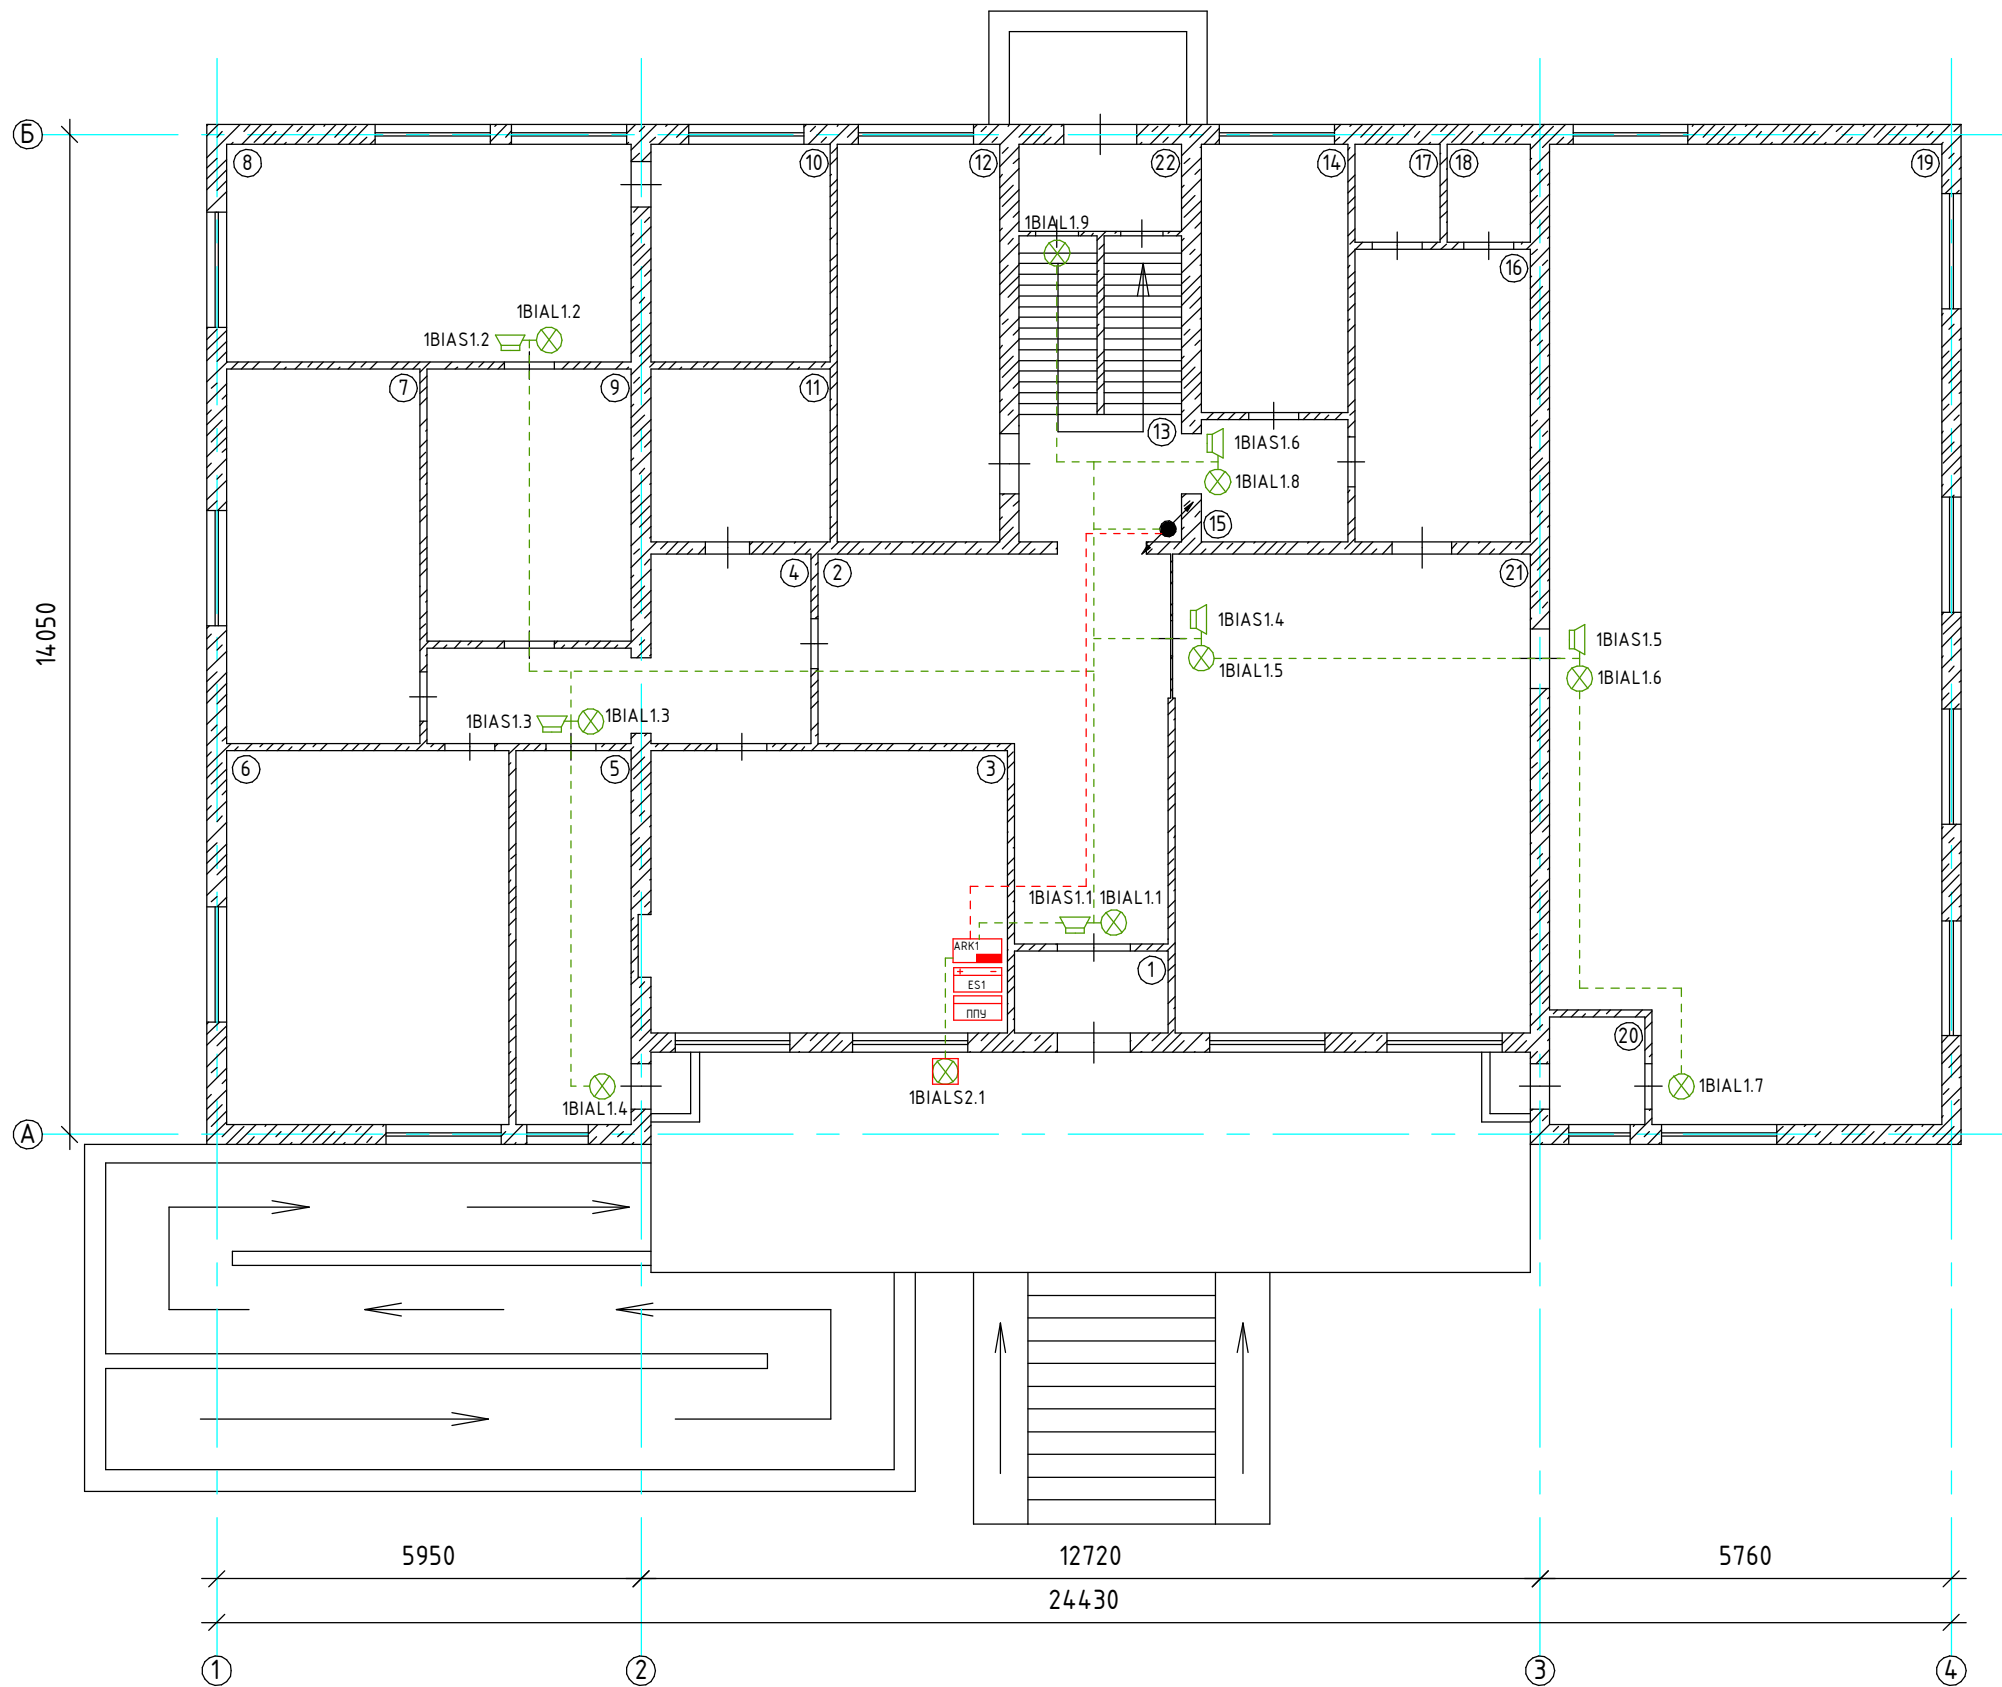 Б
8
10
12
22
14
17
18
19
1BIAL1.9
16
1BIAL1.2
1BIAS1.2
7
9
11
13
1BIAS1.6
1BIAL1.8
15
4
2
21
14050
1BIAS1.4
1BIAL1.5
1BIAS1.5
1BIAL1.6
1BIAS1.3
1BIAL1.3
6
5
3
1BIAS1.1
1BIAL1.1
ARK1
+ −
ES1
ППУ
1
20
1BIALS2.1
1BIAL1.4
1BIAL1.7
А
5950
12720
5760
24430
1
2
3
4